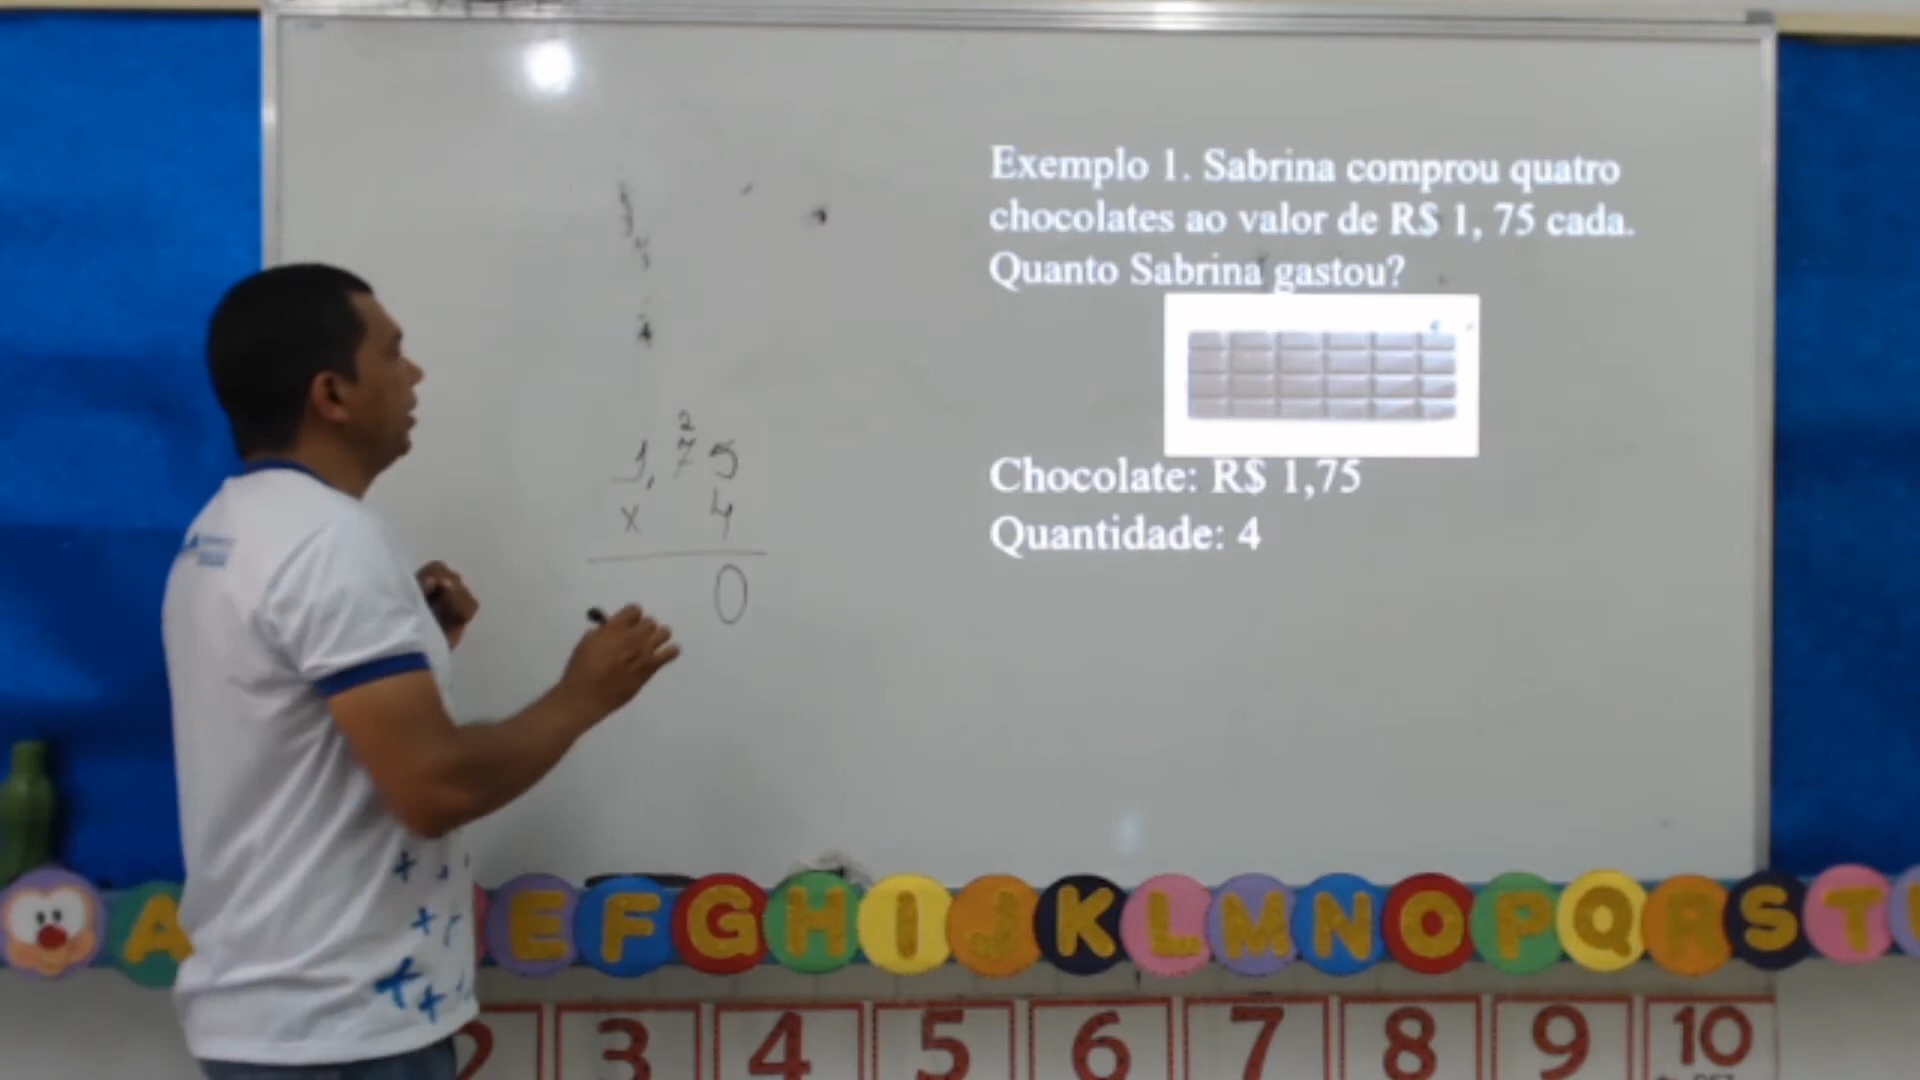 Exemplo 1. Sabrina comprou quatro
chocolates ao valor de R$ 1, 75 cada.
Quanto Sabrina gastou?
Chocolate: R$ 1,75
Quantidade: 4
2
1,75
x 4
0
A E F G H I J K L M N O P Q R S T
2 3 4 5 6 7 8 9 10